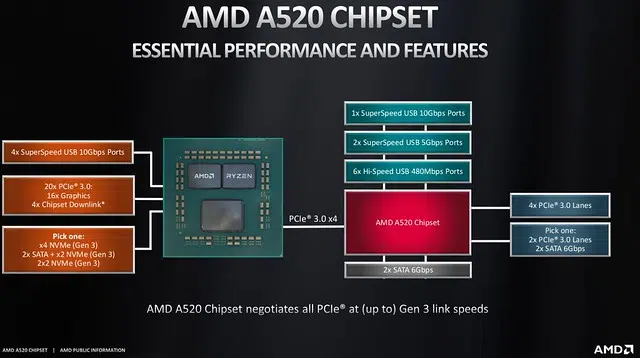 AMD A520 CHIPSET
ESSENTIAL PERFORMANCE AND FEATURES
4x SuperSpeed USB 10Gbps Ports
20x PCIe® 3.0:
16x Graphics
4x Chipset Downlink*
Pick one:
x4 NVMe (Gen 3)
2x SATA + x2 NVMe (Gen 3)
2x2 NVMe (Gen 3)
AMD RYZEN
PCIe® 3.0 x4
1x SuperSpeed USB 10Gbps Ports
2x SuperSpeed USB 5Gbps Ports
6x Hi-Speed USB 480Mbps Ports
AMD A520 Chipset
2x SATA 6Gbps
4x PCIe® 3.0 Lanes
Pick one:
2x PCIe® 3.0 Lanes
2x SATA 6Gbps
AMD A520 Chipset negotiates all PCIe® at (up to) Gen 3 link speeds
AMD A520 CHIPSET | AMD PUBLIC INFORMATION
AMD